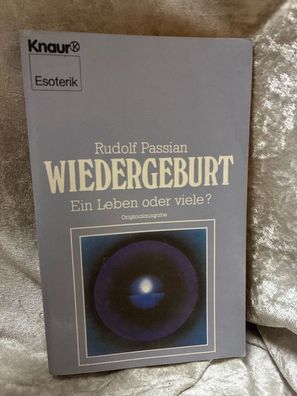 Knaur®
Esoterik
Rudolf Passian
WIEDERGEBURT
Ein Leben oder viele?
Originalausgabe